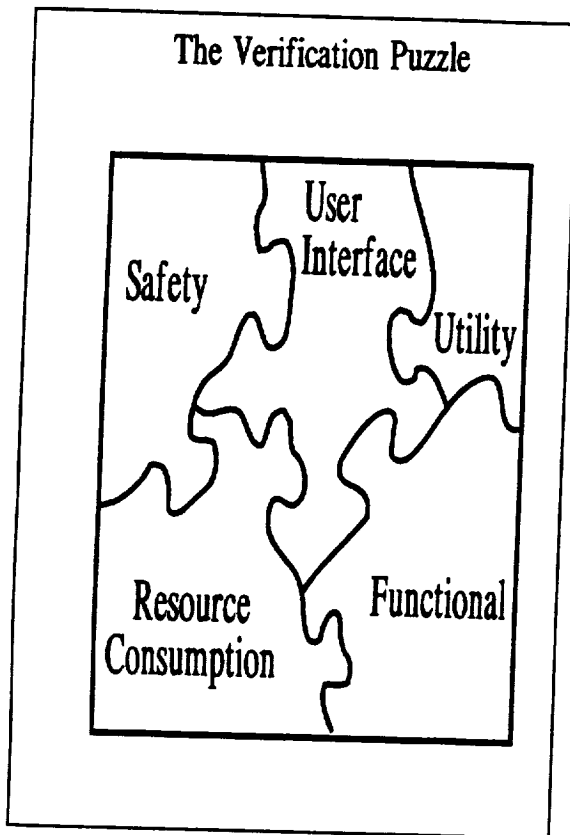 The Verification Puzzle
User
Interface
Safety
Utility
Resource
Consumption
Functional